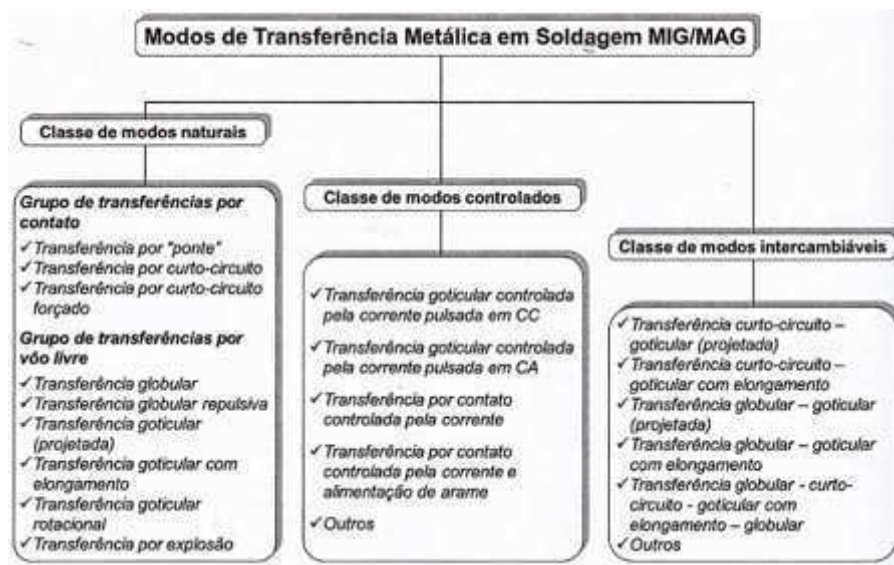 Modos de Transferência Metálica em Soldagem MIG/MAG
Classe de modos naturais
Grupo de transferências por
contato
✓Transferência por "ponte"
✓Transferência por curto-circuito
✓Transferência por curto-circuito
forçado
Grupo de transferências por
vôo livre
✓Transferência globular
✓Transferência globular repulsiva
✓Transferência goticular
(projetada)
✓Transferência goticular com
elongamento
✓Transferência goticular
rotacional
✓Transferência por explosão
Classe de modos controlados
✓Transferência goticular controlada
pela corrente pulsada em CC
✓Transferência goticular controlada
pela corrente pulsada em CA
✓Transferência por contato
controlada pela corrente
✓Transferência por contato
controlada pela corrente e
alimentação de arame
✓Outros
Classe de modos intercambiáveis
✓Transferência curto-circuito –
goticular (projetada)
✓Transferência curto-circuito –
goticular com elongamento
✓Transferência globular – goticular
(projetada)
✓Transferência globular – goticular
com elongamento
✓Transferência globular - curto-
circuito - goticular com
elongamento – globular
✓Outros